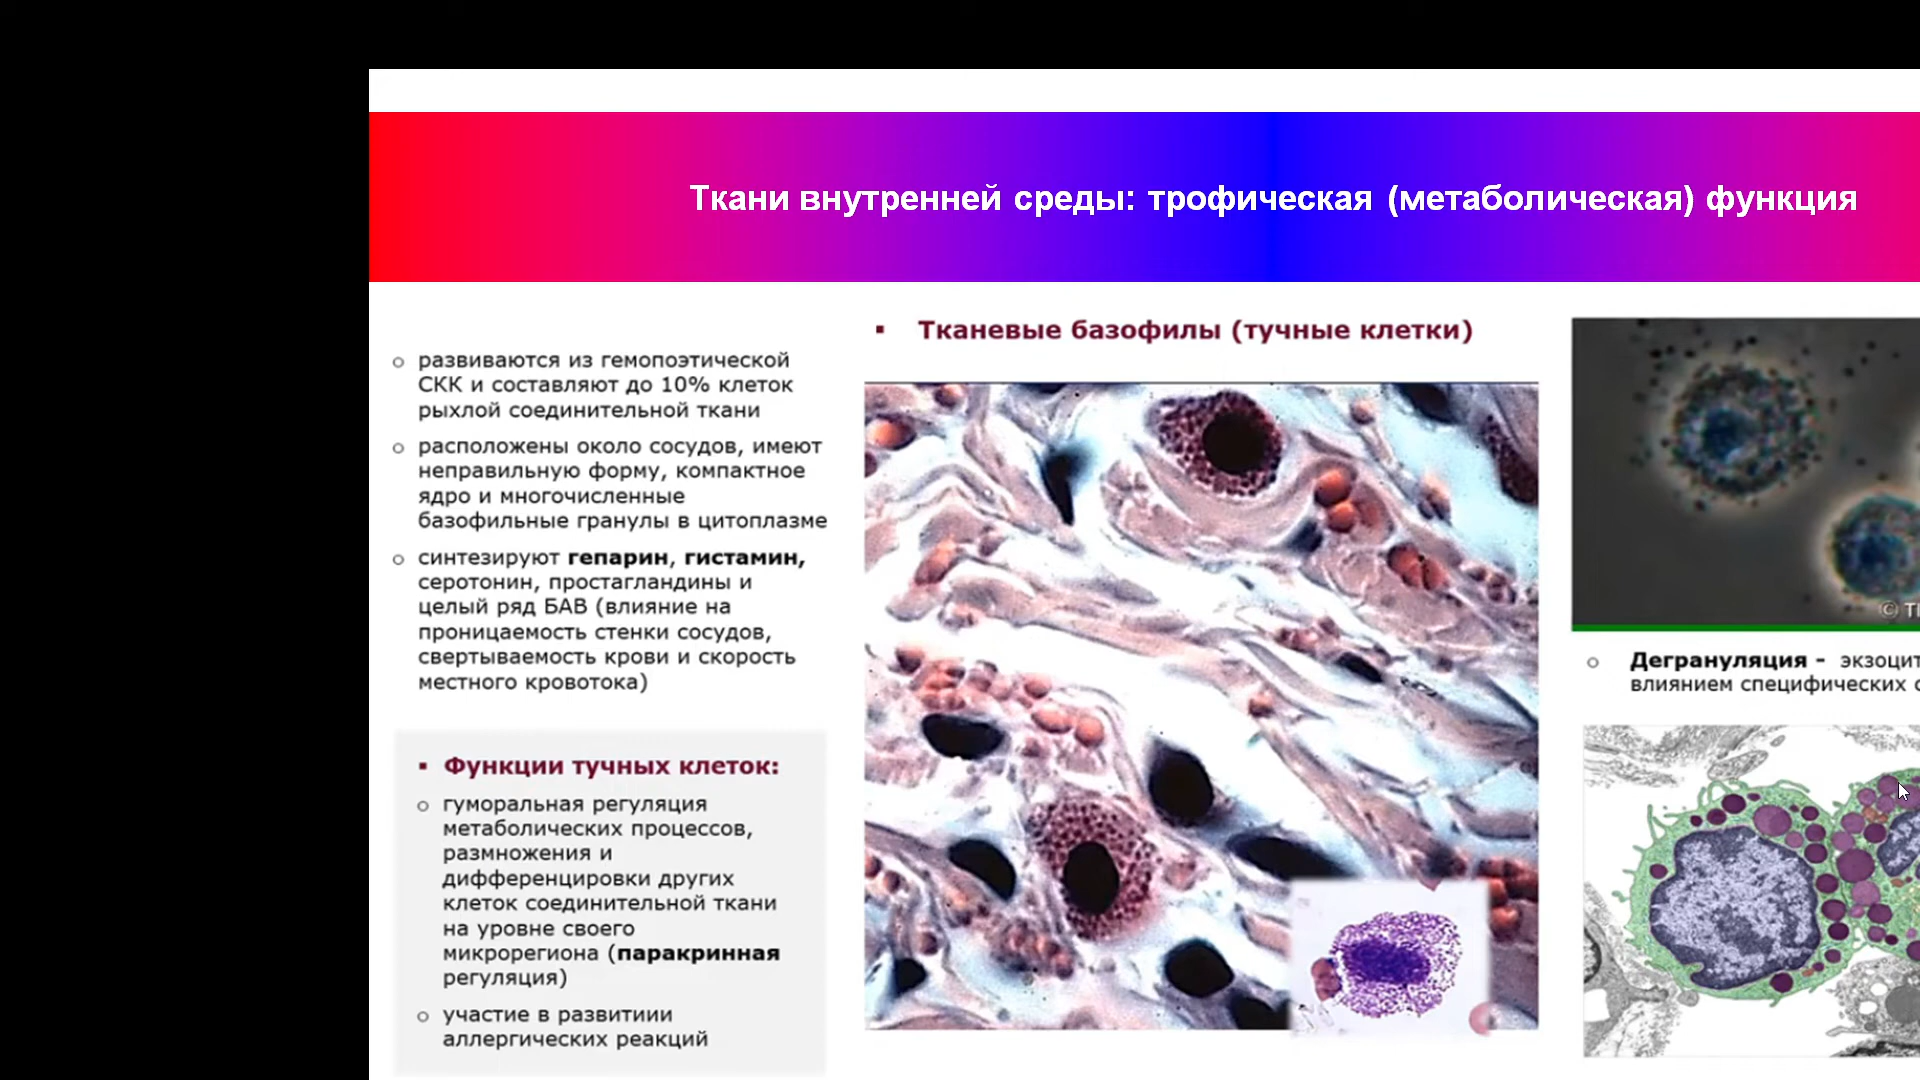 Ткани внутренней среды: трофическая (метаболическая) функция
развиваются из гемопоэтической
СКК и составляют до 10% клеток
рыхлой соединительной ткани
расположены около сосудов, имеют
неправильную форму, компактное
ядро и многочисленные
базофильные гранулы в цитоплазме
синтезируют гепарин, гистамин,
серотонин, простагландины и
целый ряд БАВ (влияние на
проницаемость стенки сосудов,
свертываемость крови и скорость
местного кровотока)
Функции тучных клеток:
гуморальная регуляция
метаболических процессов,
размножения и
дифференцировки других
клеток соединительной ткани
на уровне своего
микрорегиона (паракринная
регуляция)
участие в развитиии
аллергических реакций
Тканевые базофилы (тучные клетки)
Дегрануляция -
влиянием специфических